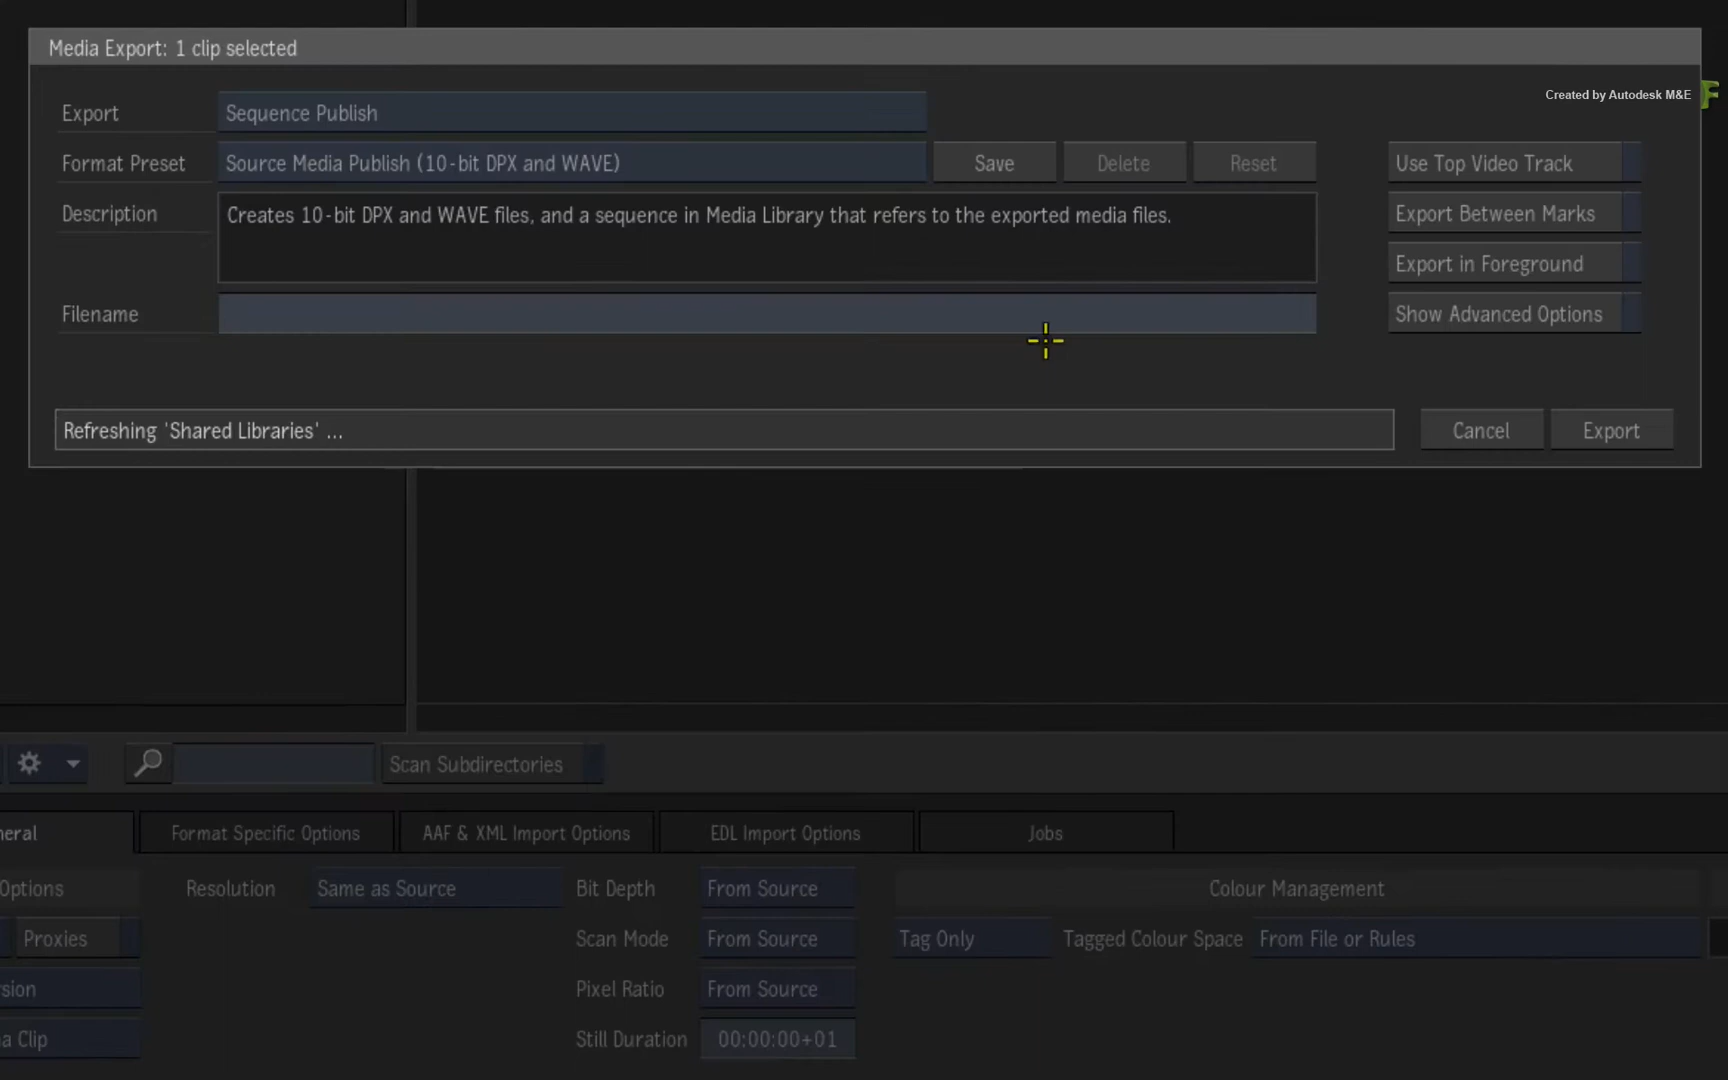 Media Export: 1 clip selected
Created by Autodesk M&E
Export Sequence Publish
Format Preset Source Media Publish (10-bit DPX and WAVE) Save Delete Reset Use Top Video Track
Description Creates 10-bit DPX and WAVE files, and a sequence in Media Library that refers to the exported media files. Export Between Marks
Export in Foreground
Filename Show Advanced Options
Refreshing 'Shared Libraries' ... Cancel Export
Scan Subdirectories
neral Format Specific Options AAF & XML Import Options EDL Import Options Jobs
Options Resolution Same as Source Bit Depth From Source Colour Management
Proxies Scan Mode From Source Tag Only Tagged Colour Space From File or Rules
sion Pixel Ratio From Source
a Clip Still Duration 00:00:00+01